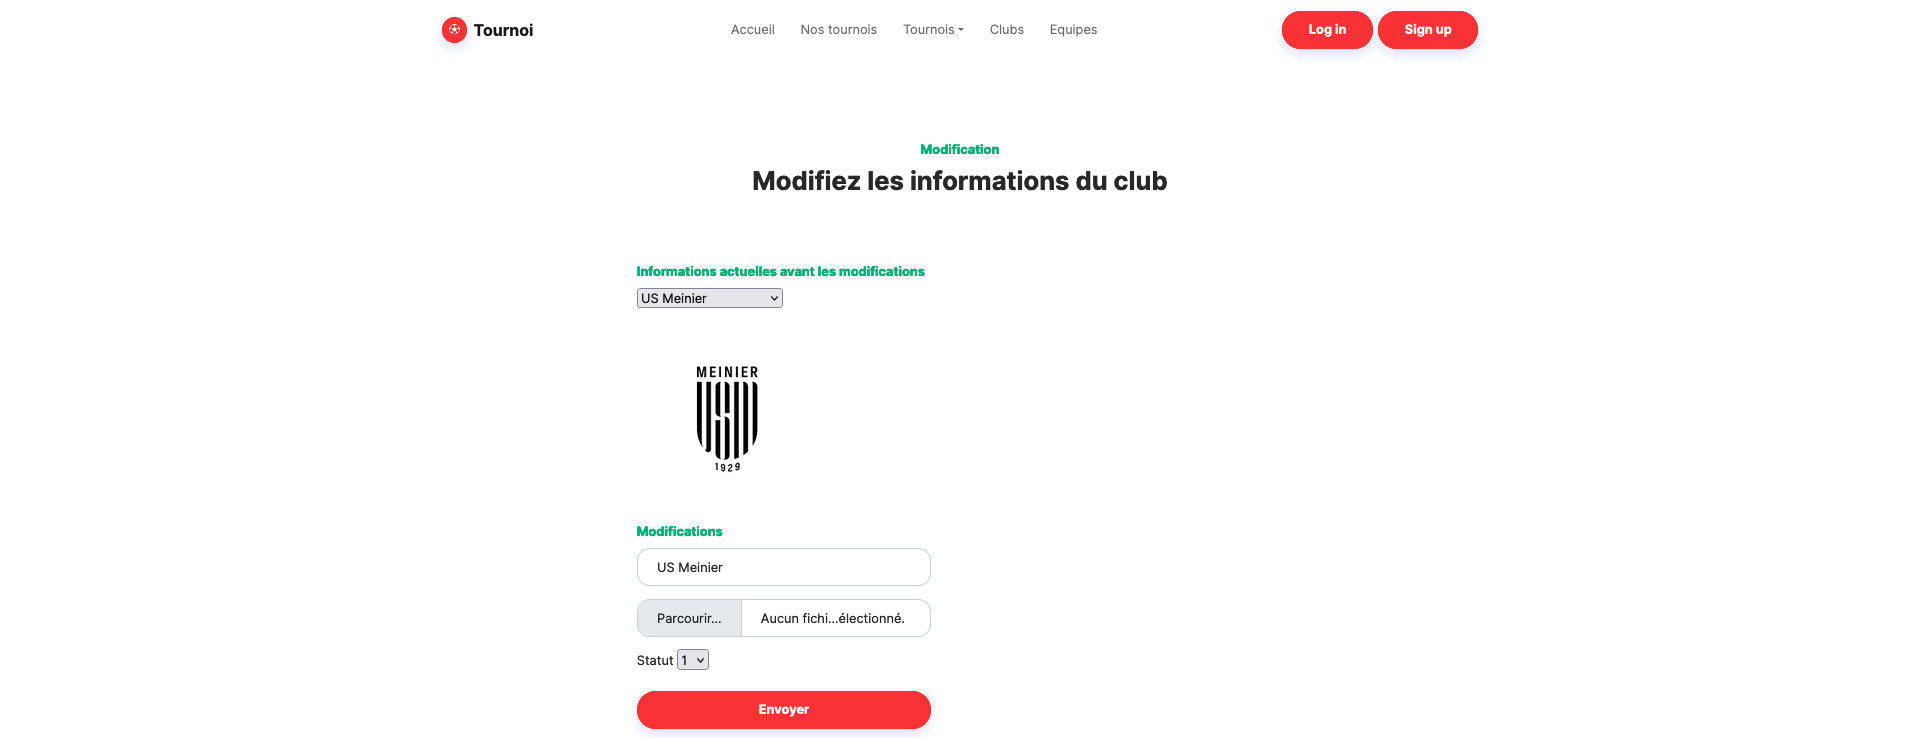 Tournoi
Accueil
Nos tournois
Tournois
Clubs
Equipes
Log in
Sign up
Modification
Modifiez les informations du club
Informations actuelles avant les modifications
US Meinier
MEINIER
1929
Modifications
US Meinier
Parcourir...
Aucun fichi...électionné.
Statut 1
Envoyer